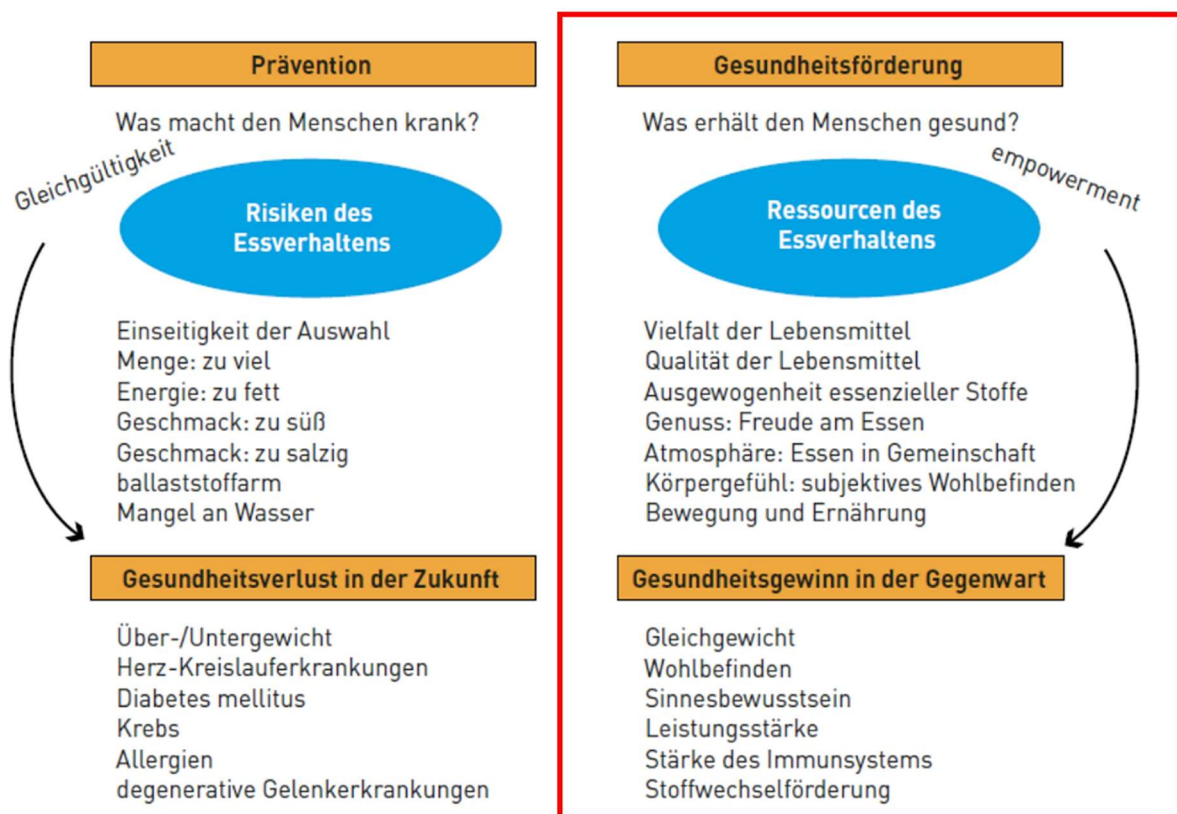 Prävention
Was macht den Menschen krank?
Gleichgültigkeit
Risiken des
Essverhaltens
Einseitigkeit der Auswahl
Menge: zu viel
Energie: zu fett
Geschmack: zu süß
Geschmack: zu salzig
ballaststoffarm
Mangel an Wasser
Gesundheitsverlust in der Zukunft
Über-/Untergewicht
Herz-Kreislauferkrankungen
Diabetes mellitus
Krebs
Allergien
degenerative Gelenkerkrankungen
Gesundheitsförderung
Was erhält den Menschen gesund?
empowerment
Ressourcen des
Essverhaltens
Vielfalt der Lebensmittel
Qualität der Lebensmittel
Ausgewogenheit essenzieller Stoffe
Genuss: Freude am Essen
Atmosphäre: Essen in Gemeinschaft
Körpergefühl: subjektives Wohlbefinden
Bewegung und Ernährung
Gesundheitsgewinn in der Gegenwart
Gleichgewicht
Wohlbefinden
Sinnesbewusstsein
Leistungsstärke
Stärke des Immunsystems
Stoffwechselförderung